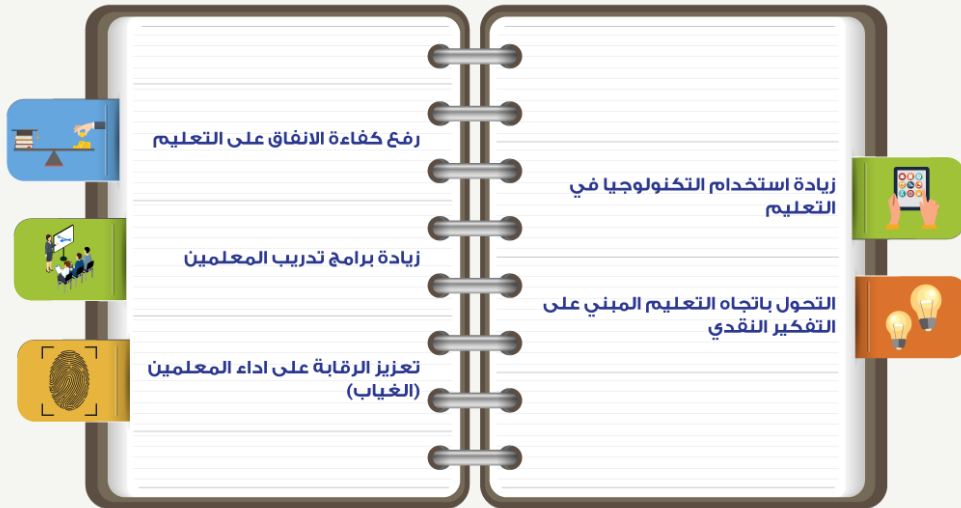 زيادة استخدام التكنولوجيا في
التعليم
التحول باتجاه التعليم المبني على
التفكير النقدي
رفع كفاءة الانفاق على التعليم
زيادة برامج تدريب المعلمين
تعزيز الرقابة على اداء المعلمين
(الغياب)